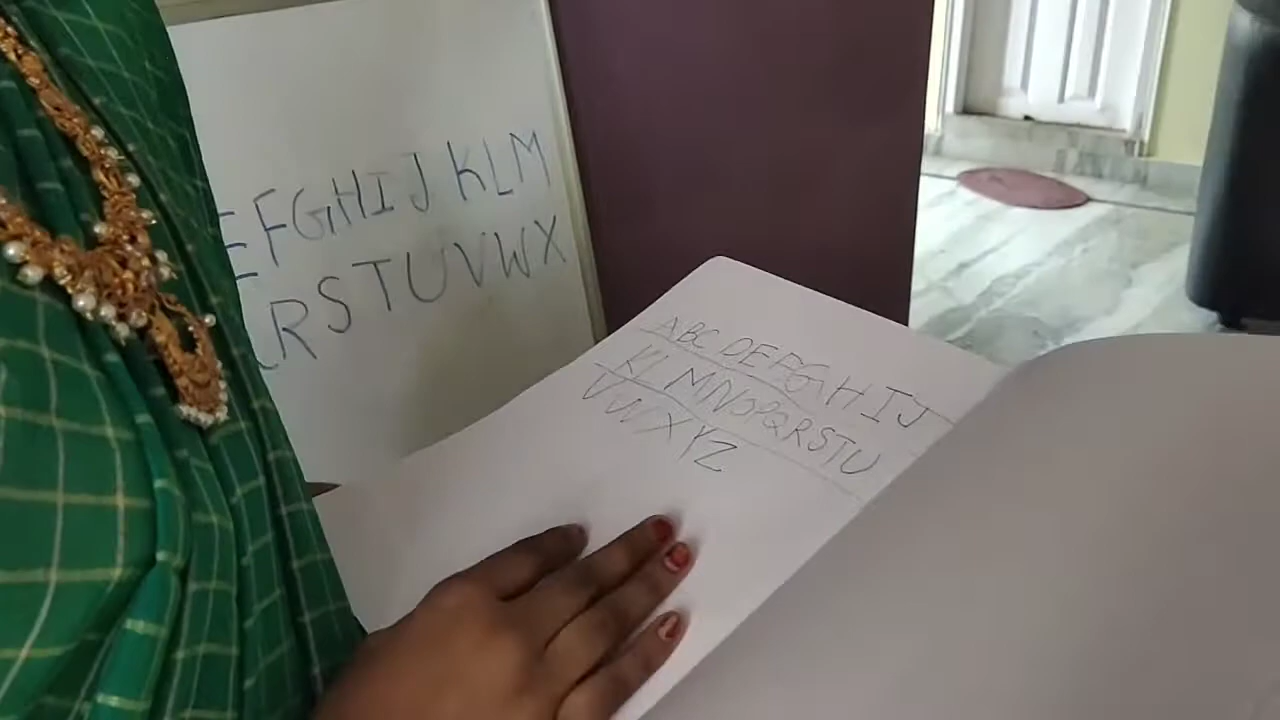 EFGHIJKLM
RSTUVWX
ABCDEFGHIJ
KLMNOPQRSTU
VWXYZ